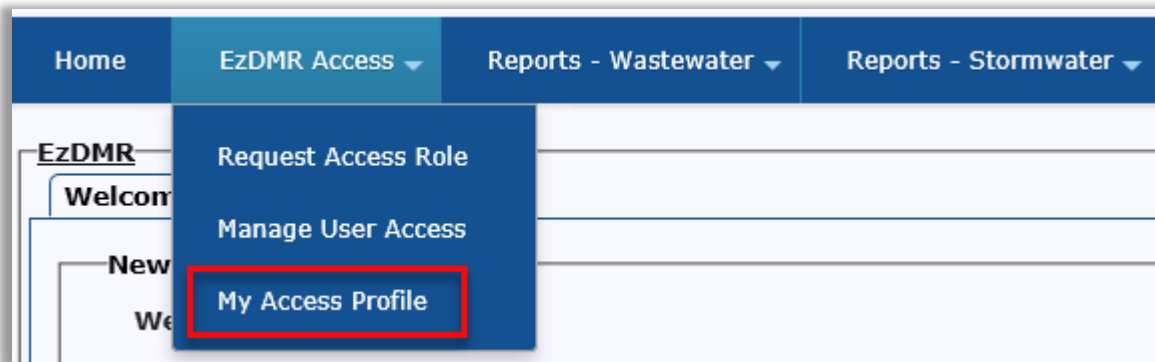 Home EzDMR Access Reports - Wastewater Reports - Stormwater
EzDMR
Request Access Role
Manage User Access
My Access Profile